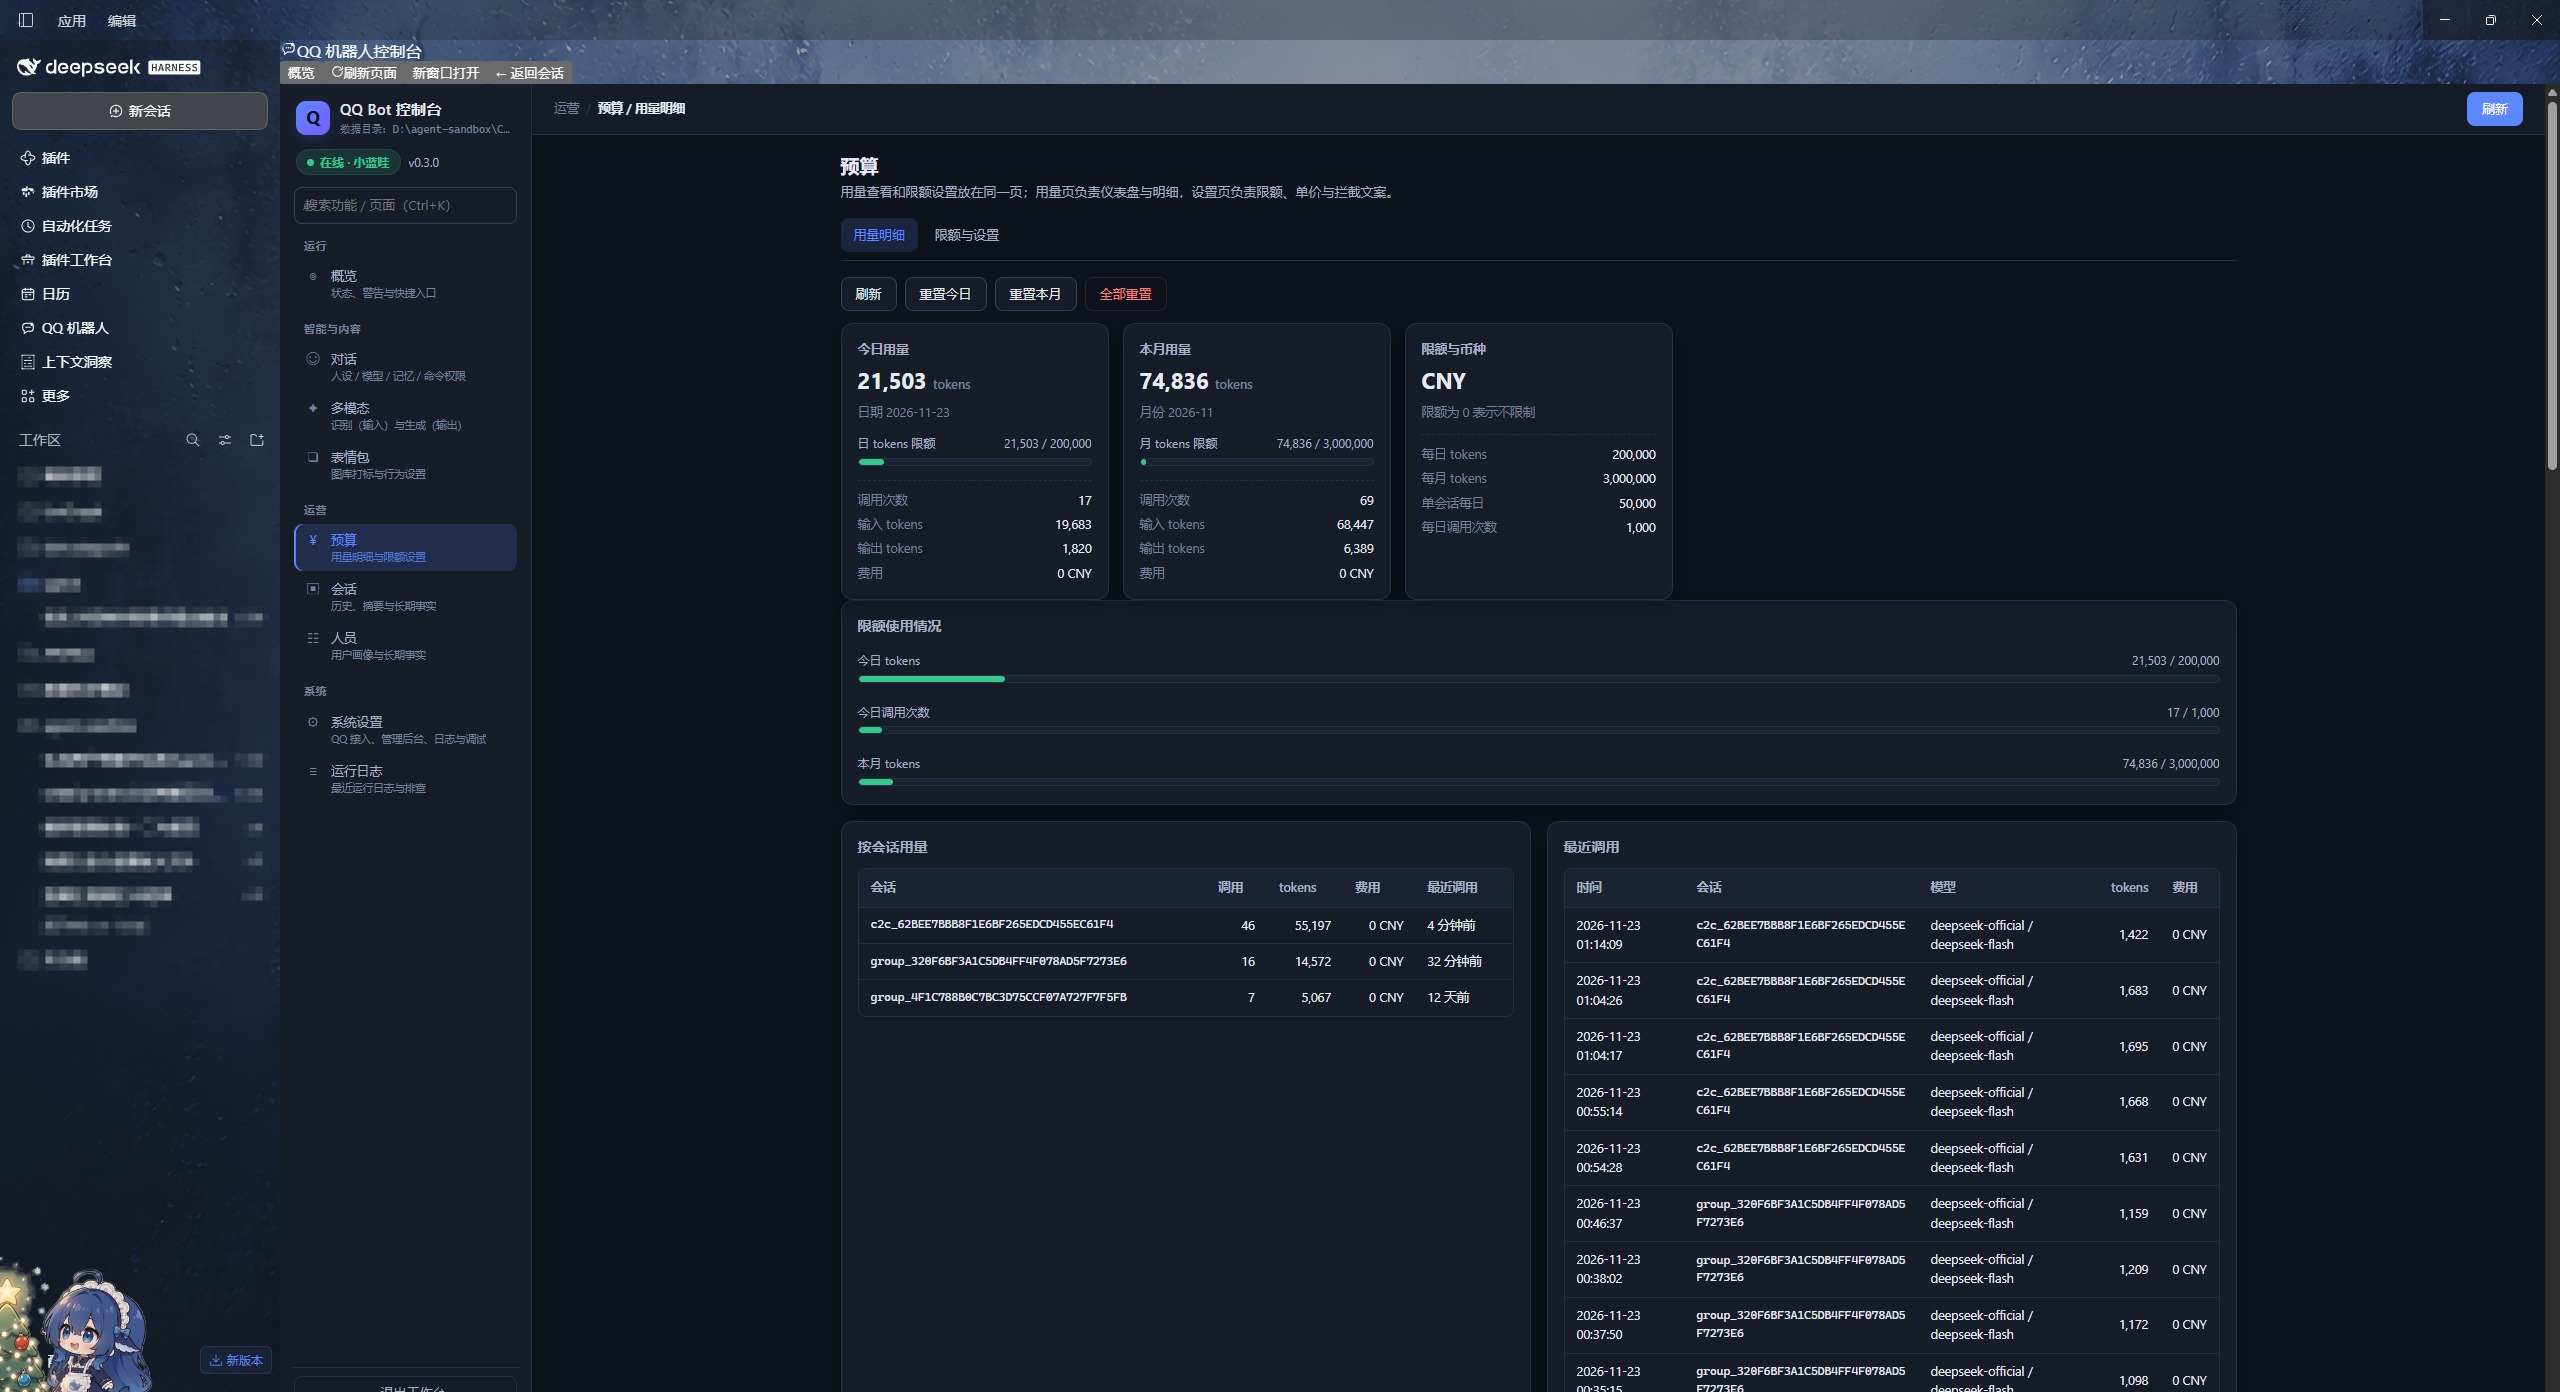 应用 编辑
deepseek HARNESS
新会话
插件
插件市场
自动化任务
插件工作台
日历
QQ 机器人
上下文洞察
更多
工作区
新版本
QQ 机器人控制台
概览 刷新页面 新窗口打开 ← 返回会话
Q
QQ Bot 控制台
数据目录: D:\agent-sandbox\C...
在线 · 小蓝哇 v0.3.0
搜索功能 / 页面 (Ctrl+K)
运行
概览
状态、警告与快捷入口
智能与内容
对话
人设 / 模型 / 记忆 / 命令权限
多模态
识别（输入）与生成（输出）
表情包
图库打标与行为设置
运营
¥ 预算
用量明细与限额设置
会话
历史、摘要与长期事实
人员
用户画像与长期事实
系统
系统设置
QQ 接入、管理后台、日志与调试
运行日志
最近运行日志与排查
退出工作台
运营 / 预算 / 用量明细
刷新
预算
用量查看和限额设置放在同一页；用量页负责仪表盘与明细，设置页负责限额、单价与拦截文案。
用量明细 限额与设置
刷新 重置今日 重置本月 全部重置
今日用量
21,503 tokens
日期 2026-11-23
日 tokens 限额 21,503 / 200,000
调用次数 17
输入 tokens 19,683
输出 tokens 1,820
费用 0 CNY
本月用量
74,836 tokens
月份 2026-11
月 tokens 限额 74,836 / 3,000,000
调用次数 69
输入 tokens 68,447
输出 tokens 6,389
费用 0 CNY
限额与币种
CNY
限额为 0 表示不限制
每日 tokens 200,000
每月 tokens 3,000,000
单会话每日 50,000
每日调用次数 1,000
限额使用情况
今日 tokens 21,503 / 200,000
今日调用次数 17 / 1,000
本月 tokens 74,836 / 3,000,000
按会话用量
会话 调用 tokens 费用 最近调用
c2c_62BEE7BBB8F1E6BF265EDCD455EC61F4 46 55,197 0 CNY 4 分钟前
group_320F6BF3A1C5DB4FF4F078AD5F7273E6 16 14,572 0 CNY 32 分钟前
group_4F1C788B0C7BC3D75CCF07A727F7F5FB 7 5,067 0 CNY 12 天前
最近调用
时间 会话 模型 tokens 费用
2026-11-23 c2c_62BEE7BBB8F1E6BF265EDCD455E deepseek-official /
01:14:09 C61F4 deepseek-flash 1,422 0 CNY
2026-11-23 c2c_62BEE7BBB8F1E6BF265EDCD455E deepseek-official /
01:04:26 C61F4 deepseek-flash 1,683 0 CNY
2026-11-23 c2c_62BEE7BBB8F1E6BF265EDCD455E deepseek-official /
01:04:17 C61F4 deepseek-flash 1,695 0 CNY
2026-11-23 c2c_62BEE7BBB8F1E6BF265EDCD455E deepseek-official /
00:55:14 C61F4 deepseek-flash 1,668 0 CNY
2026-11-23 c2c_62BEE7BBB8F1E6BF265EDCD455E deepseek-official /
00:54:28 C61F4 deepseek-flash 1,631 0 CNY
2026-11-23 group_320F6BF3A1C5DB4FF4F078AD5 deepseek-official /
00:46:37 F7273E6 deepseek-flash 1,159 0 CNY
2026-11-23 group_320F6BF3A1C5DB4FF4F078AD5 deepseek-official /
00:38:02 F7273E6 deepseek-flash 1,209 0 CNY
2026-11-23 group_320F6BF3A1C5DB4FF4F078AD5 deepseek-official /
00:37:50 F7273E6 deepseek-flash 1,172 0 CNY
2026-11-23 group_320F6BF3A1C5DB4FF4F078AD5 deepseek-official /
00:35:15 F7273E6 deepseek-flash 1,098 0 CNY